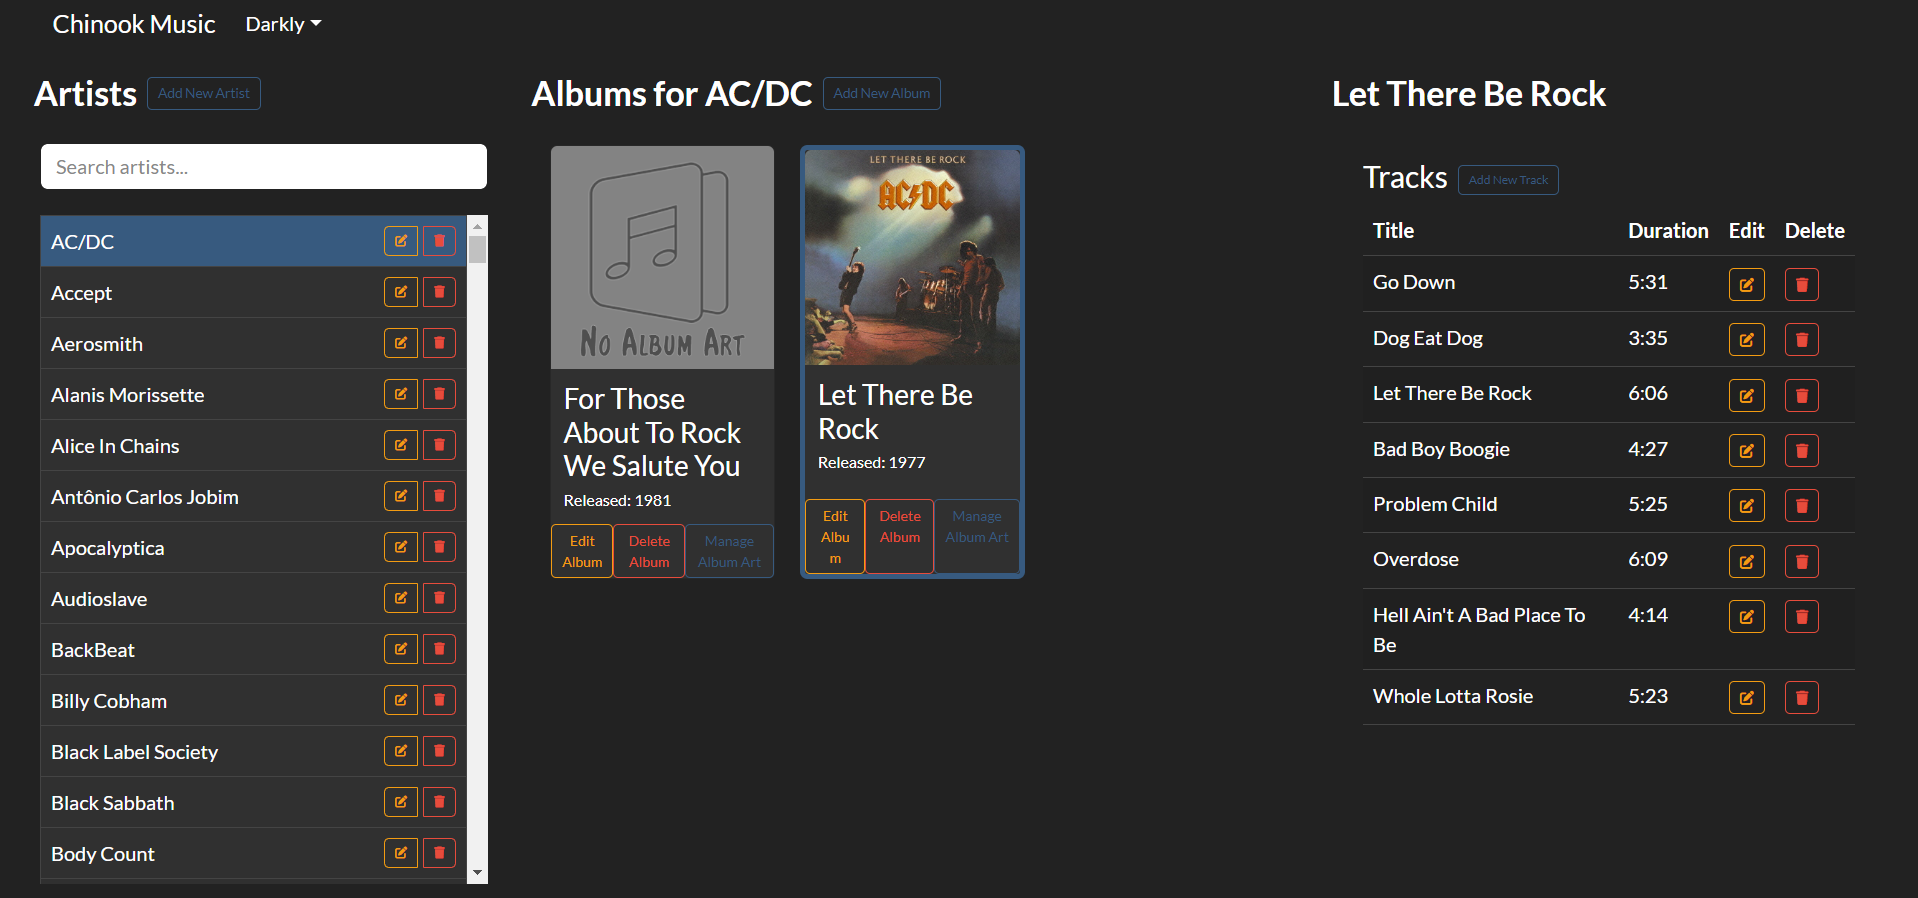 Chinook Music
Darkly
Artists
Add New Artist
Search artists...
AC/DC
Accept
Aerosmith
Alanis Morissette
Alice In Chains
Antônio Carlos Jobim
Apocalyptica
Audioslave
BackBeat
Billy Cobham
Black Label Society
Black Sabbath
Body Count
Albums for AC/DC
Add New Album
NO ALBUM ART
For Those
About To Rock
We Salute You
Released: 1981
Edit
Album
Delete
Album
Manage
Album Art
LET THERE BE ROCK
AC/DC
Let There Be
Rock
Released: 1977
Edit
Albu
m
Delete
Album
Manage
Album Art
Let There Be Rock
Tracks
Add New Track
Title Duration Edit Delete
Go Down 5:31
Dog Eat Dog 3:35
Let There Be Rock 6:06
Bad Boy Boogie 4:27
Problem Child 5:25
Overdose 6:09
Hell Ain't A Bad Place To 4:14
Be
Whole Lotta Rosie 5:23